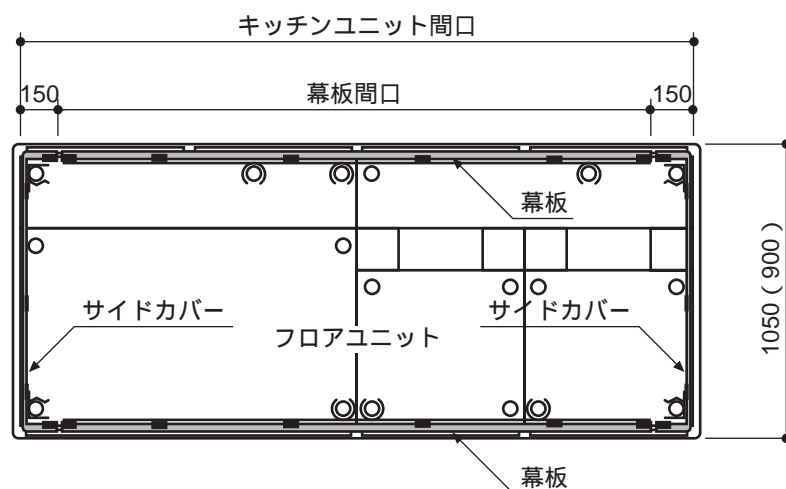 キッチンユニット間口
150 幕板間口 150
幕板
サイドカバー
サイドカバー
フロアユニット
1050（900）
幕板